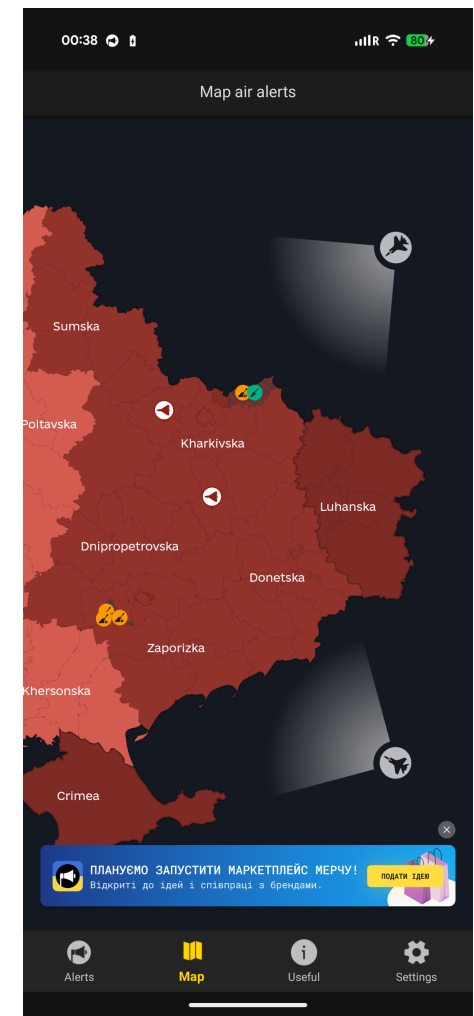 00:38
R 80
Map air alerts
Sumska
Poltavska
Kharkivska
Luhanska
Dnipropetrovska
Donetska
Zaporizka
Khersonska
Crimea
ПЛАНУЄМО ЗАПУСТИТИ МАРКЕТПЛЕЙС МЕРЧУ!
Відкриті до ідей і співпраці з брендами.
ПОДАТИ ІДЕЮ
Alerts
Map
Useful
Settings